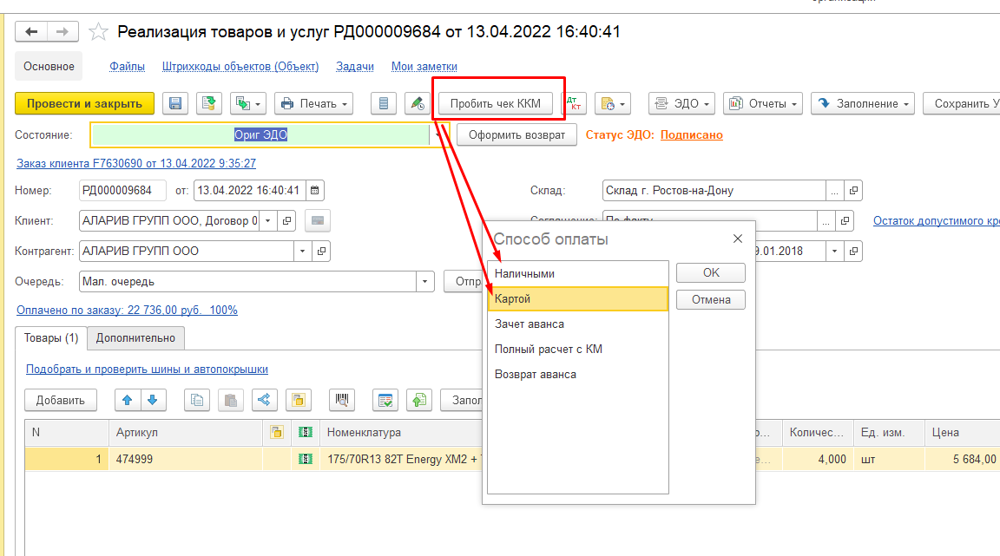 Реализация товаров и услуг РД000009684 от 13.04.2022 16:40:41
Основное Файлы Штрихкоды объектов (Объект) Задачи Мои заметки
Провести и закрыть Печать Пробить чек ККМ Дт Кт ЭДО Отчеты Заполнение Сохранить У
Состояние: Ориг ЭДО Оформить возврат Статус ЭДО: Подписано
Заказ клиента F7630690 от 13.04.2022 9:35:27
Номер: РД000009684 от: 13.04.2022 16:40:41 Склад: Склад г. Ростов-на-Дону ...
Клиент: АЛАРИВ ГРУПП ООО, Договор 0 ... Остаток допустимого кре
Контрагент: АЛАРИВ ГРУПП ООО 9.01.2018
Очередь: Мал. очередь Отпр
Оплачено по заказу: 22 736,00 руб. 100%
Способ оплаты
Наличными OK
Картой Отмена
Зачет аванса
Полный расчет с КМ
Возврат аванса
Товары (1) Дополнительно
Подобрать и проверить шины и автопокрышки
Добавить Запол
N Артикул Номенклатура Количес... Ед. изм. Цена
1 474999 175/70R13 82T Energy XM2 + 4,000 шт 5 684,00